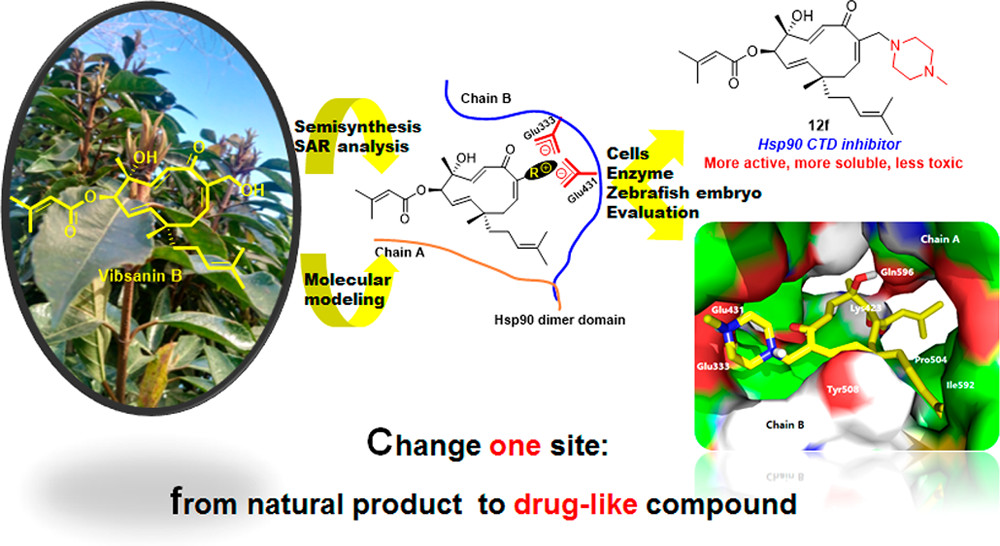 OH
O
OH
O
O
Vibsanin B
Semisynthesis
SAR analysis
Molecular
modeling
Chain B
Glu333
⊖
OH
O
R⊕
⊖
Glu431
O
O
Chain A
Hsp90 dimer domain
Cells
Enzyme
Zebrafish embryo
Evaluation
OH
O
O
N
O
N
12f
Hsp90 CTD inhibitor
More active, more soluble, less toxic
Chain A
Gln596
Glu431
Lys423
Glu333
Pro504
Tyr508
Ile592
Chain B
Chain B
Change one site:
from natural product to drug-like compound